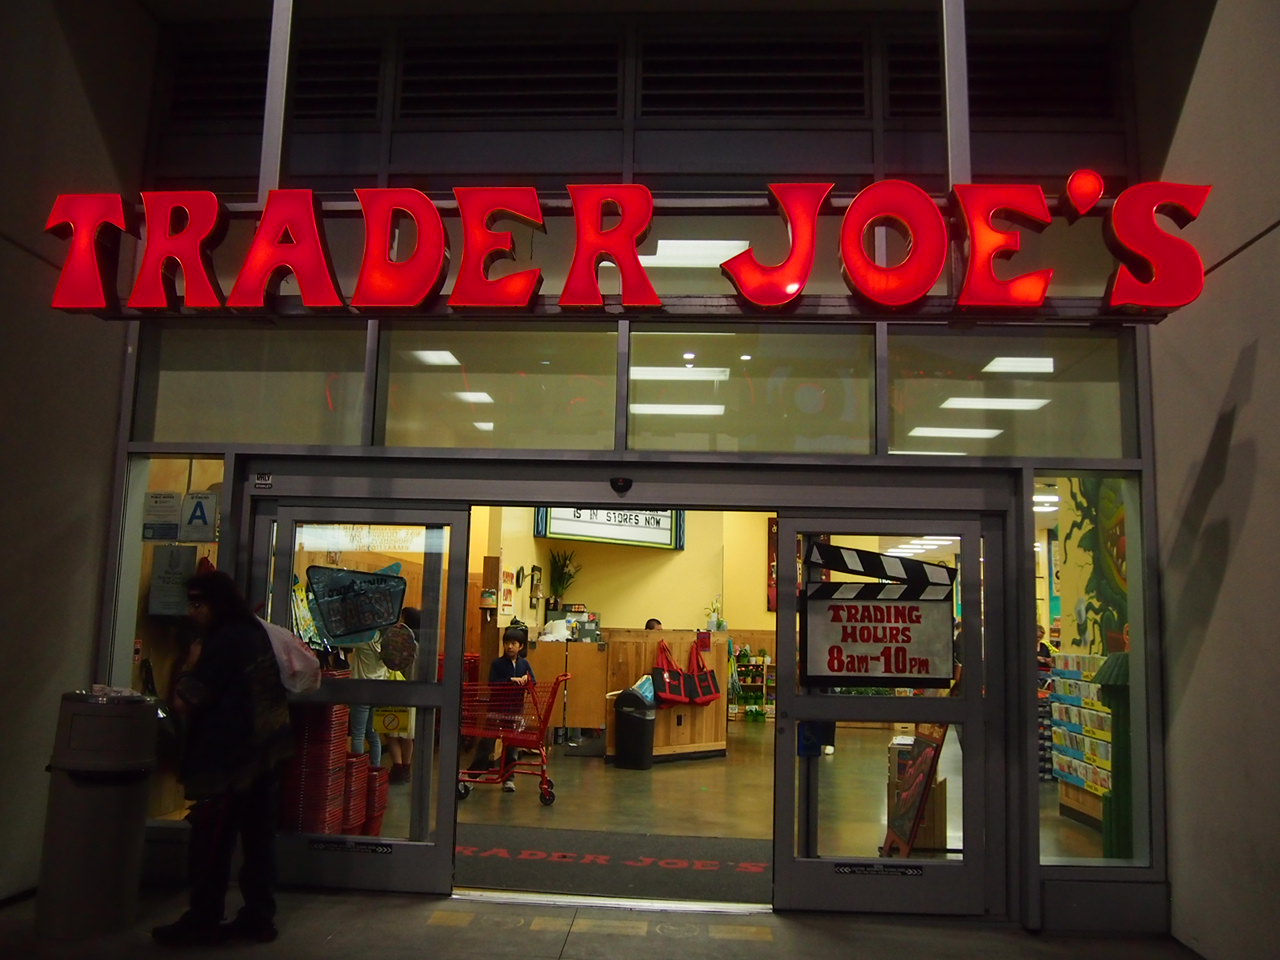 TRADER JOE'S
A
IS IN STORES NOW
TRADING
HOURS
8AM-10PM
TRADER JOE'S